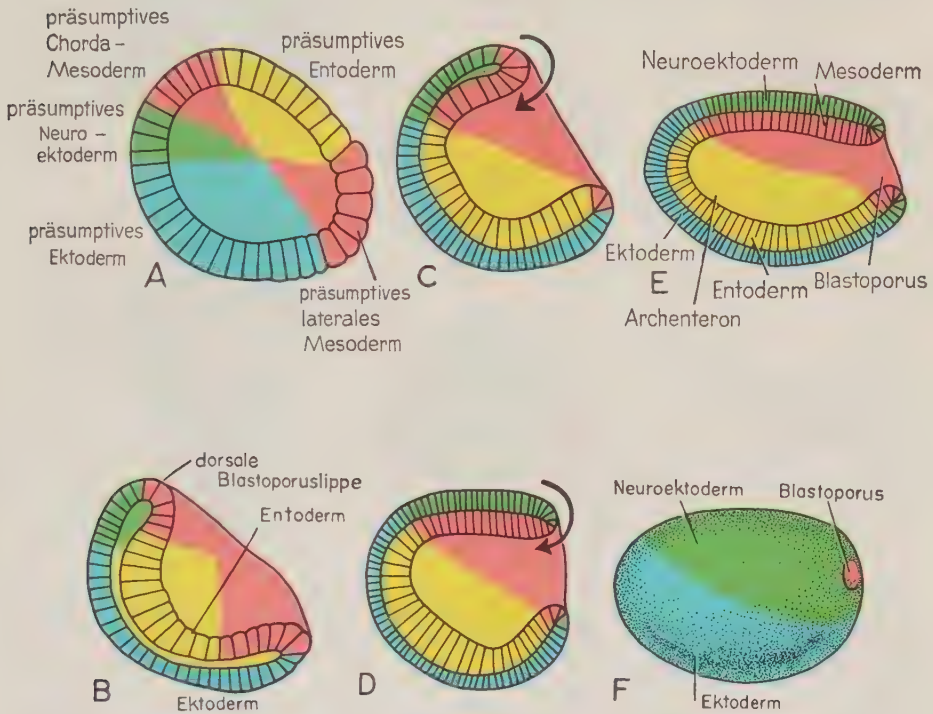 präsumptives
Chorda-
Mesoderm
präsumptives
Entoderm
präsumptives
Neuro-
ektoderm
präsumptives
Ektoderm
A
präsumptives
laterales
Mesoderm
C
Neuroektoderm
Mesoderm
Ektoderm
E
Entoderm
Blastoporus
Archenteron
dorsale
Blastoporuslippe
Entoderm
B
Ektoderm
D
Neuroektoderm
Blastoporus
F
Ektoderm